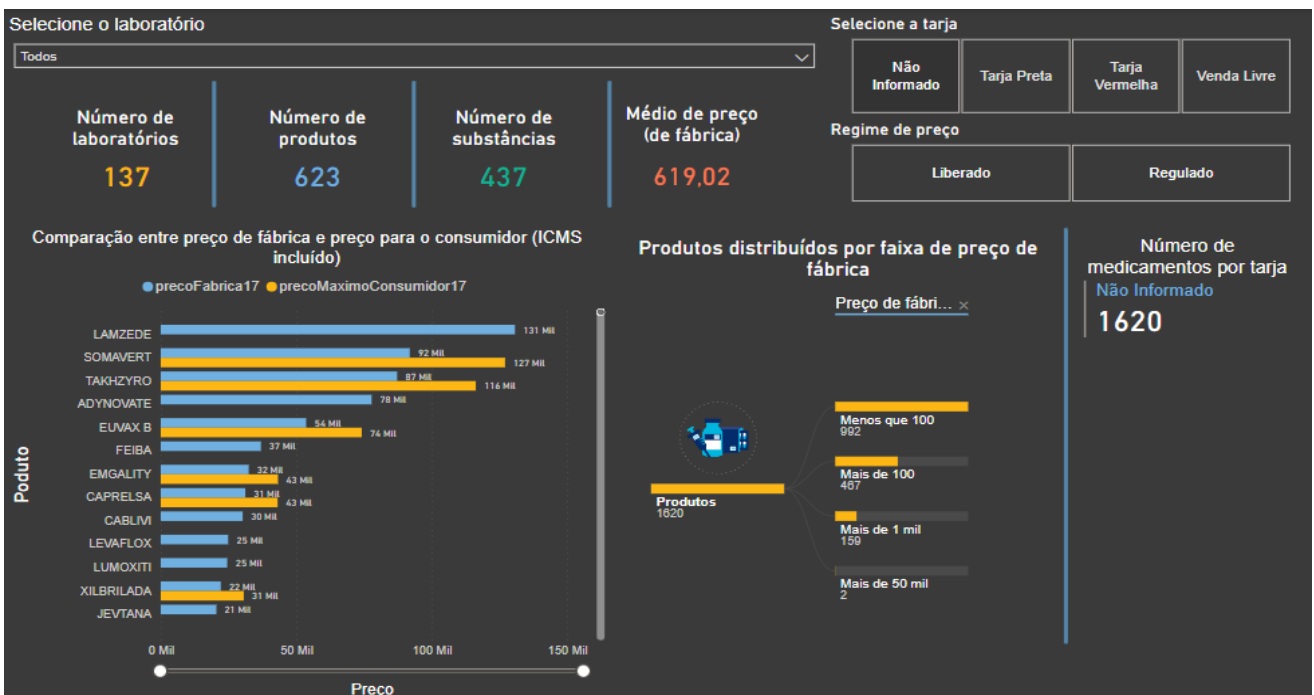 Selecione o laboratório
Todos
Selecione a tarja
Não
Informado
Tarja Preta
Tarja
Vermelha
Venda Livre
Número de
laboratórios
137
Número de
produtos
623
Número de
substâncias
437
Médio de preço
(de fábrica)
619,02
Regime de preço
Liberado
Regulado
Comparação entre preço de fábrica e preço para o consumidor (ICMS
incluído)
precoFabrica17 precoMaximoConsumidor17
Poduto
LAMZEDE 131 Mil
SOMAVERT 92 Mil
127 Mil
TAKHZYRO 87 Mil
116 Mil
ADYNOVATE 78 Mil
EUVAX B 54 Mil
74 Mil
FEIBA 37 Mil
EMGALITY 32 Mil
43 Mil
CAPRELSA 31 Mil
43 Mil
CABLIVI 30 Mil
LEVAFLOX 25 Mil
LUMOXITI 25 Mil
XILBRILADA 22 Mil
31 Mil
JEVTANA 21 Mil
0 Mil 50 Mil 100 Mil 150 Mil
Preço
Produtos distribuídos por faixa de preço de
fábrica
Preço de fábri... ×
Produtos
1620
Menos que 100
992
Mais de 100
467
Mais de 1 mil
159
Mais de 50 mil
2
Número de
medicamentos por tarja
Não Informado
1620